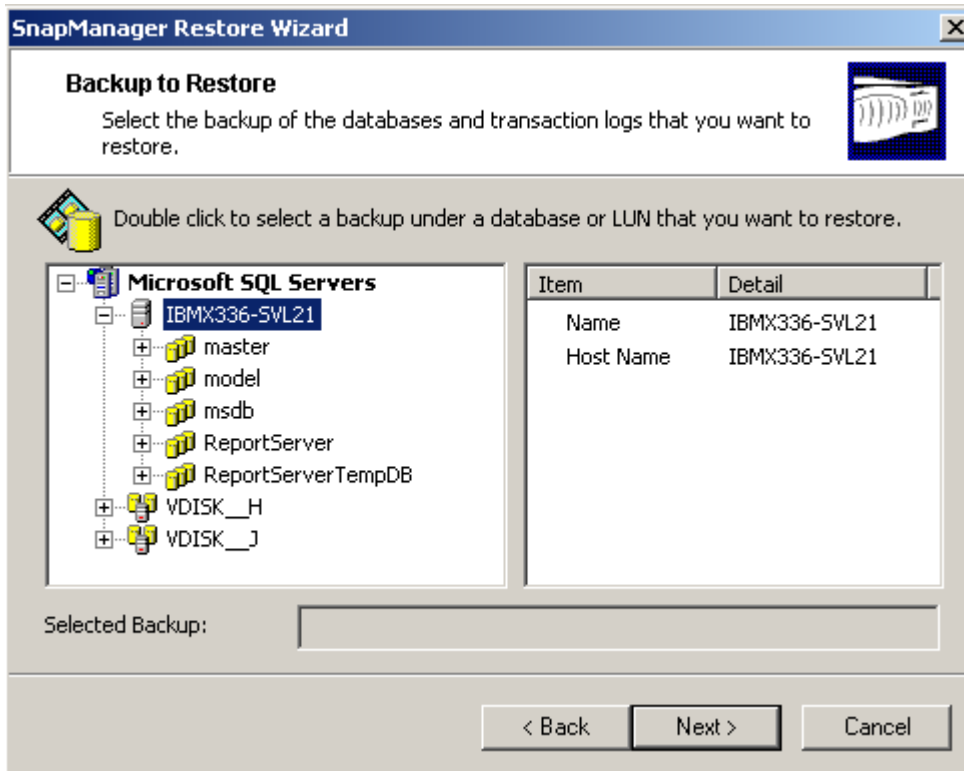 SnapManager Restore Wizard
Backup to Restore
Select the backup of the databases and transaction logs that you want to
restore.
Double click to select a backup under a database or LUN that you want to restore.
Microsoft SQL Servers
IBMX336-SVL21
master
model
msdb
ReportServer
ReportServerTempDB
VDISK__H
VDISK__J
Item Detail
Name IBMX336-SVL21
Host Name IBMX336-SVL21
Selected Backup:
< Back Next > Cancel